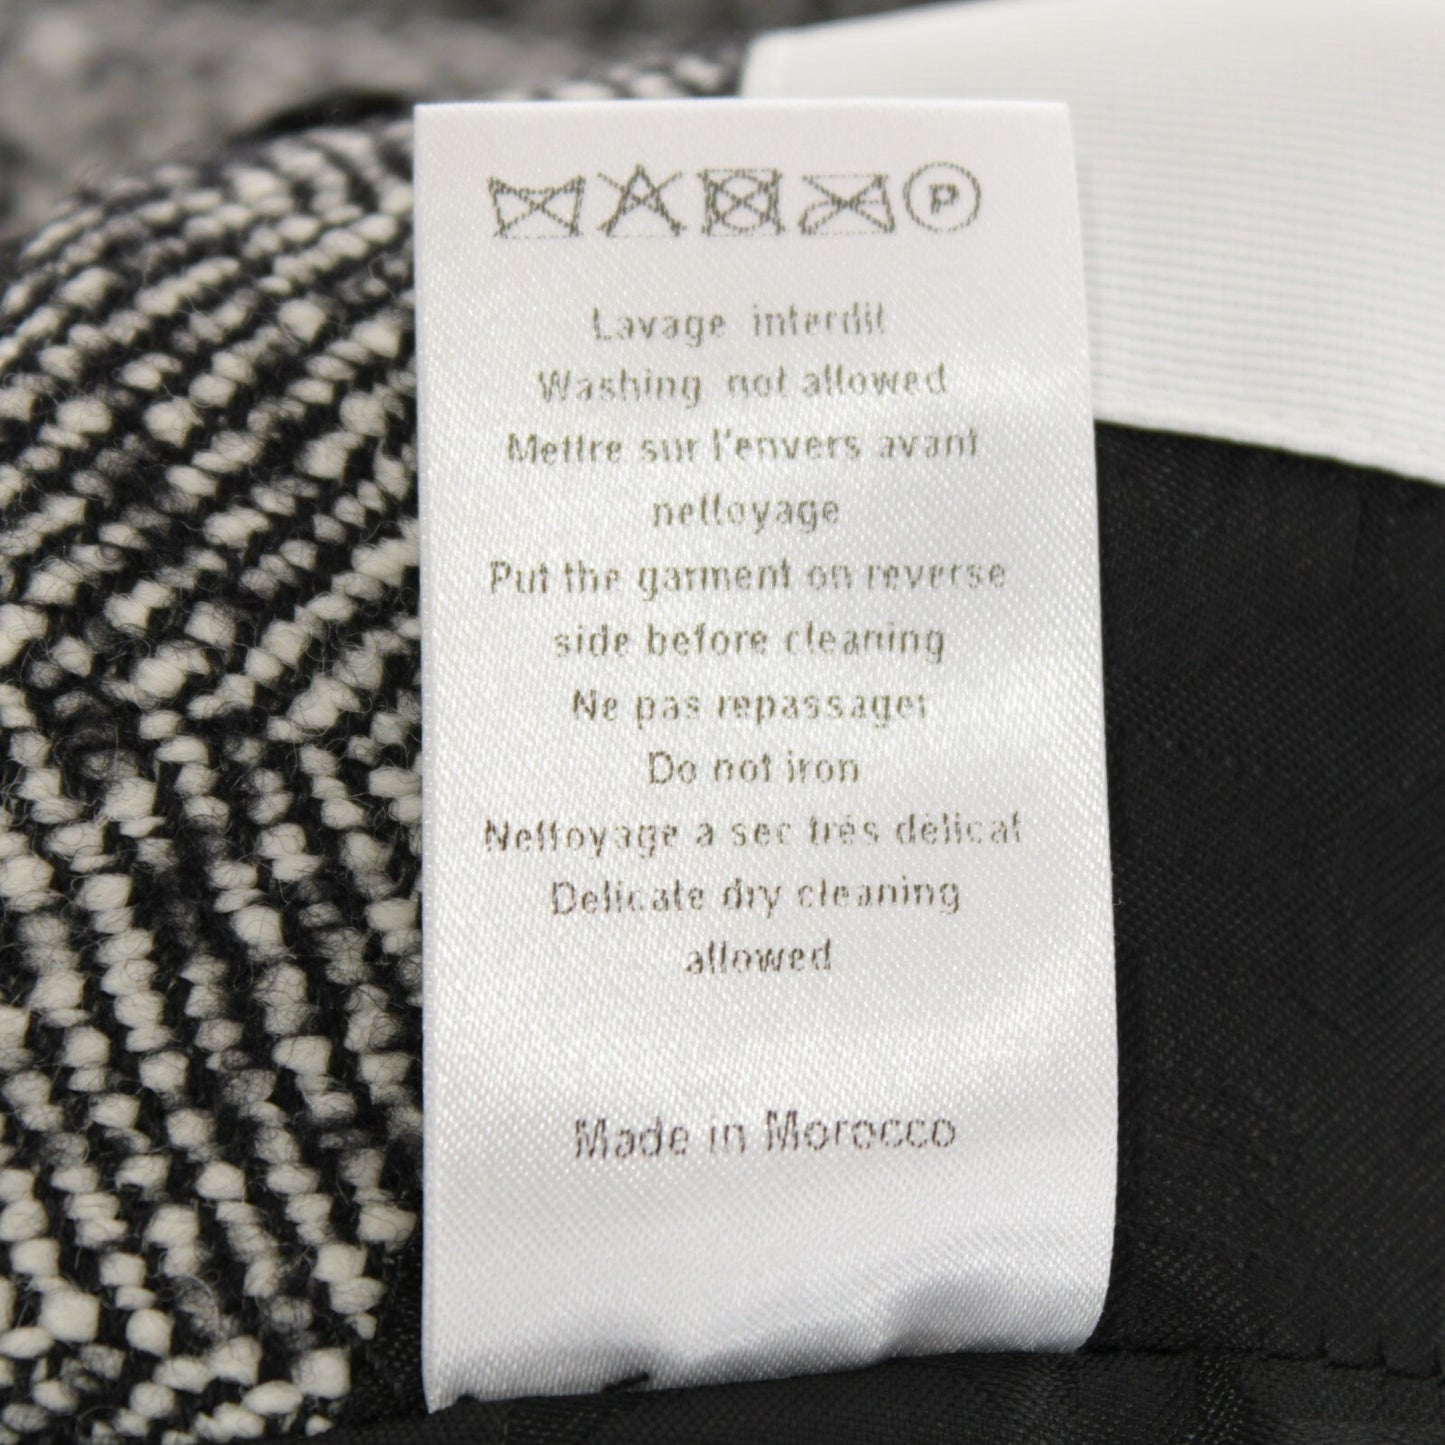 P
Lavage interdit
Washing not allowed
Mettre sur l'envers avant
nettoyage
Put the garment on reverse
side before cleaning
Ne pas repassager
Do not iron
Nettoyage a sec très délicat
Delicate dry cleaning
allowed
Made in Morocco